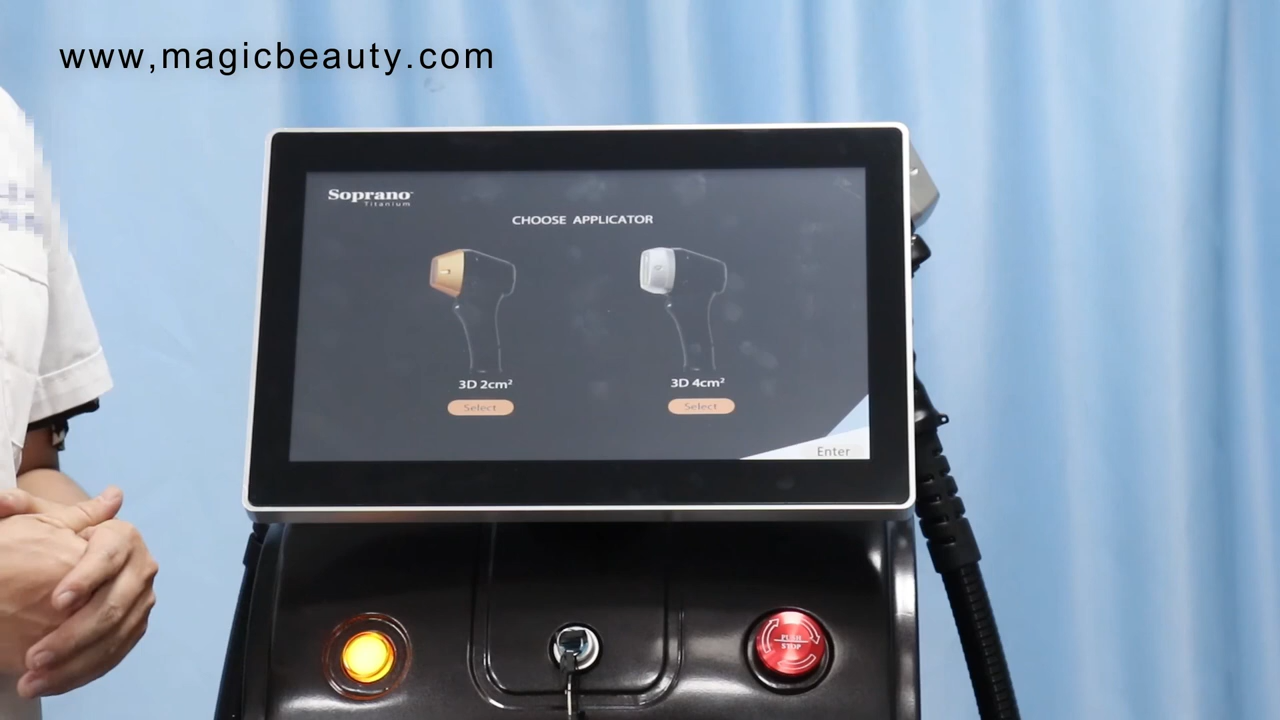 www,magicbeauty.com
Soprano
Titanium
CHOOSE APPLICATOR
3D 2cm²
3D 4cm²
Select
Select
Enter
PUSH
STOP